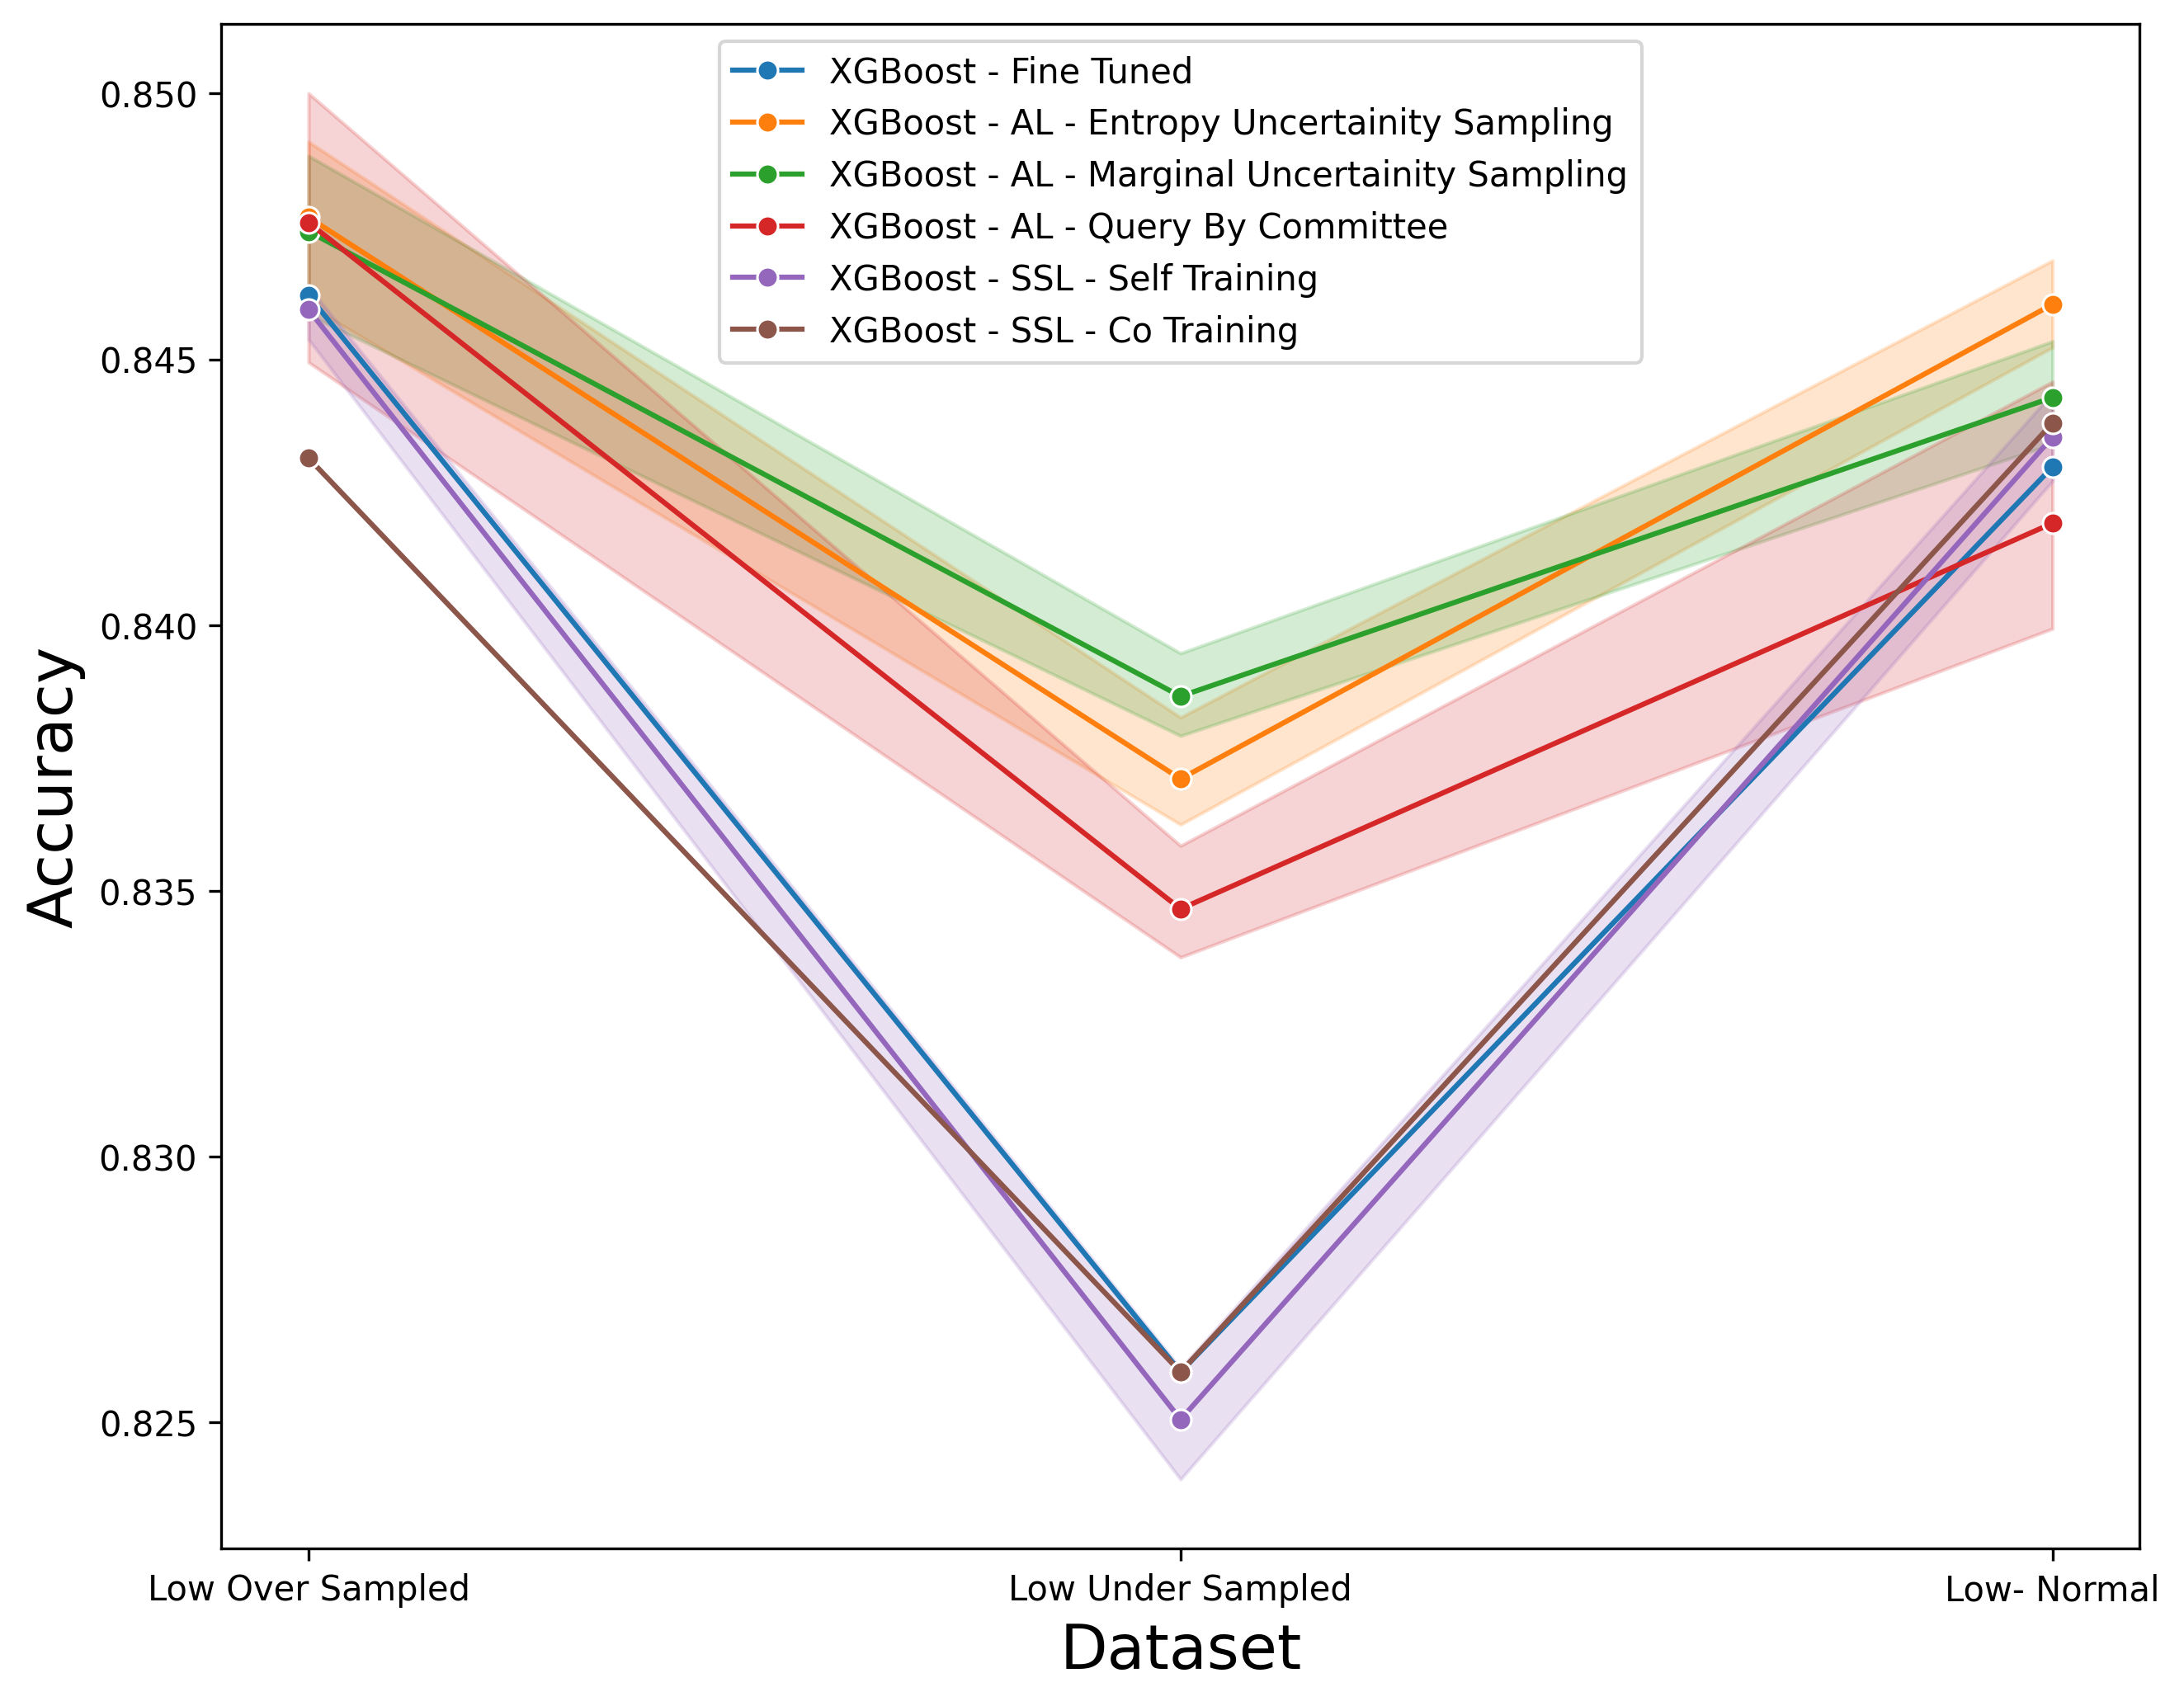 XGBoost - Fine Tuned
XGBoost - AL - Entropy Uncertainity Sampling
XGBoost - AL - Marginal Uncertainity Sampling
XGBoost - AL - Query By Committee
XGBoost - SSL - Self Training
XGBoost - SSL - Co Training
0.850
0.845
0.840
0.835
0.830
0.825
Accuracy
Low Over Sampled
Low Under Sampled
Low- Normal
Dataset